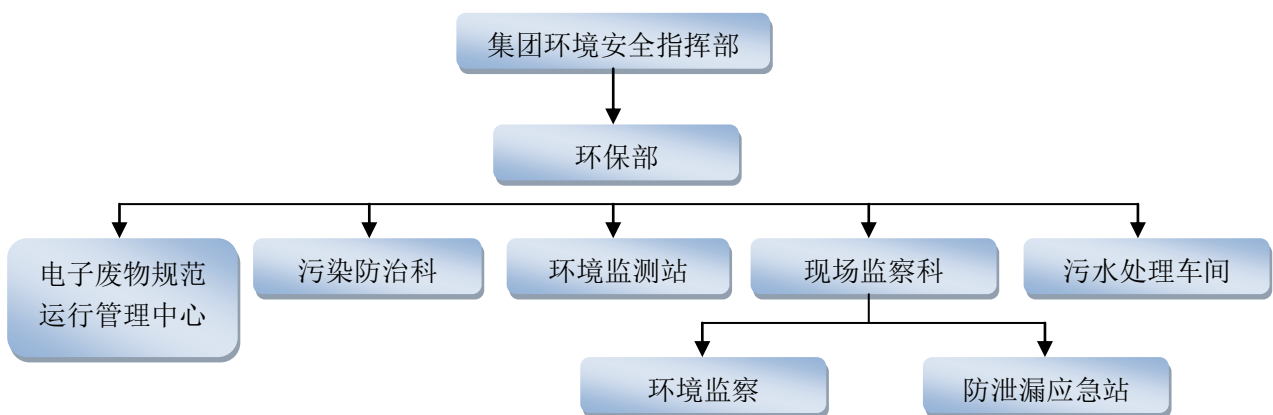 集团环境安全指挥部
环保部
电子废物规范
运行管理中心
污染防治科
环境监测站
现场监察科
污水处理车间
环境监察
防泄漏应急站